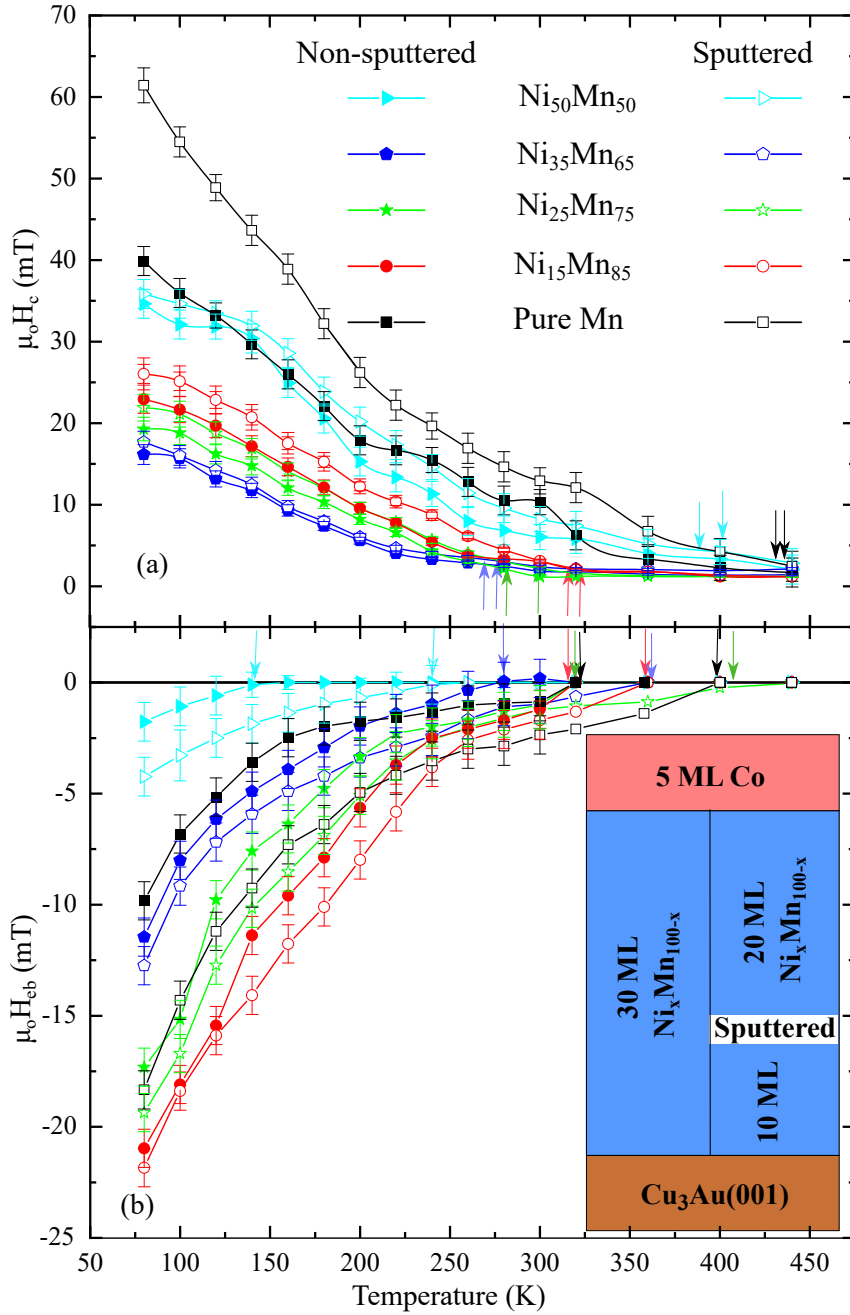 70
60
50
40
30
20
10
0
μ₀H_c (mT)
Non-sputtered Sputtered
Ni₅₀Mn₅₀
Ni₃₅Mn₆₅
Ni₂₅Mn₇₅
Ni₁₅Mn₈₅
Pure Mn
(a)
0
-5
-10
-15
-20
-25
μ₀H_eb (mT)
5 ML Co
30 ML
NiₓMn₁₀₀₋ₓ
20 ML
NiₓMn₁₀₀₋ₓ
Sputtered
10 ML
Cu₃Au(001)
(b)
50 100 150 200 250 300 350 400 450
Temperature (K)